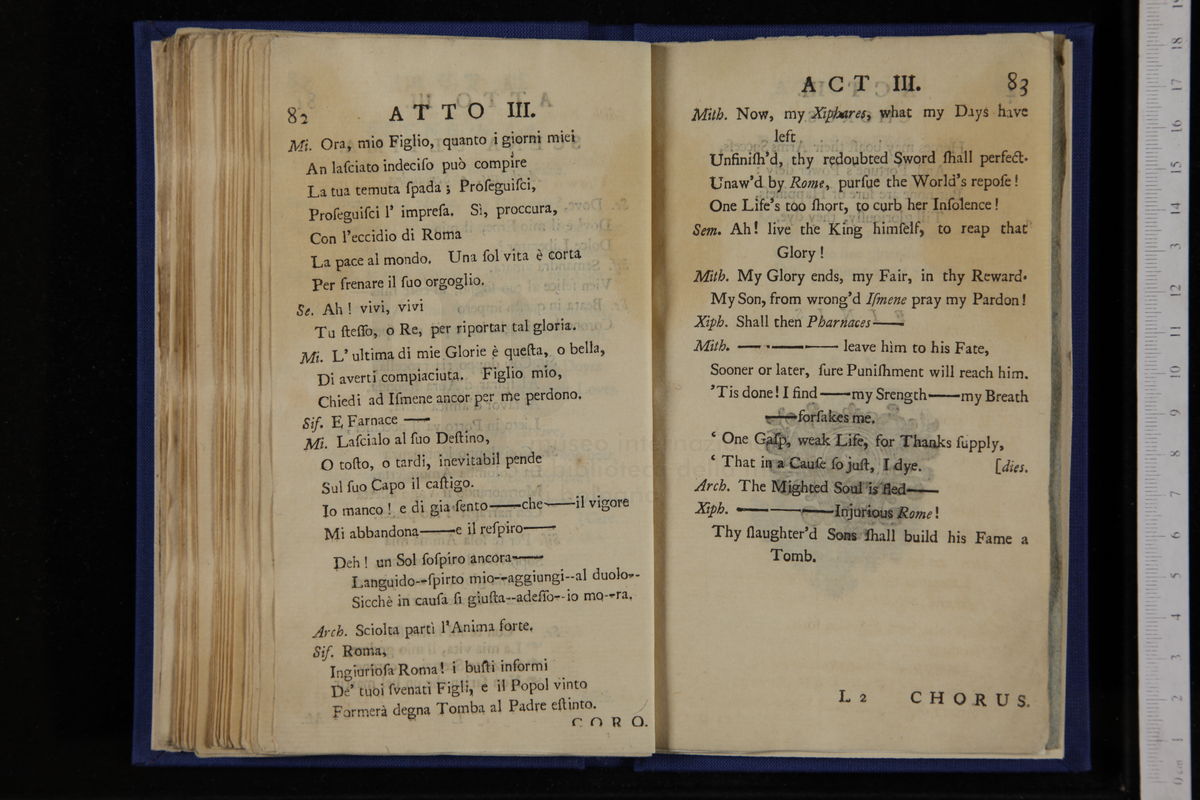 82 ATTO III.
Mi. Ora, mio Figlio, quanto i giorni miei
An laſciato indeciſo può compire
La tua temuta ſpada; Proſeguiſci,
Proſeguiſci l' impreſa. Sì, proccura,
Con l'eccidio di Roma
La pace al mondo. Una ſol vita è corta
Per frenare il ſuo orgoglio.
Se. Ah! vivi, vivi
Tu ſteſſo, o Re, per riportar tal gloria.
Mi. L' ultima di mie Glorie è queſta, o bella,
Di averti compiaciuta. Figlio mio,
Chiedi ad Iſmene ancor per me perdono.
Sif. E Farnace ——
Mi. Laſcialo al ſuo Deſtino,
O toſto, o tardi, inevitabil pende
Sul ſuo Capo il caſtigo.
Io manco! e di gia ſento——che——il vigore
Mi abbandona——e il reſpiro——
Deh! un Sol ſoſpiro ancora——
Languido--ſpirto mio--aggiungi--al duolo--
Sicchè in cauſa ſi giuſta--adeſſo--io mo--ra.
Arch. Sciolta partì l'Anima forte.
Sif. Roma,
Ingiurioſa Roma! i buſti informi
De' tuoi ſvenati Figli, e il Popol vinto
Formerà degna Tomba al Padre eſtinto.
CORO.
ACT III. 83
Mith. Now, my Xiphares, what my Days have
left
Unfiniſh'd, thy redoubted Sword ſhall perfect.
Unaw'd by Rome, purſue the World's repoſe!
One Life's too ſhort, to curb her Inſolence!
Sem. Ah! live the King himſelf, to reap that
Glory!
Mith. My Glory ends, my Fair, in thy Reward.
My Son, from wrong'd Iſmene pray my Pardon!
Xiph. Shall then Pharnaces——
Mith. —— —— —— leave him to his Fate,
Sooner or later, ſure Puniſhment will reach him.
'Tis done! I find——my Srength——my Breath
——forſakes me.
‘ One Gaſp, weak Life, for Thanks ſupply,
‘ That in a Cauſe ſo juſt, I dye. [dies.
Arch. The Mighted Soul is fled——
Xiph. —— —— ——Injurious Rome!
Thy ſlaughter'd Sons ſhall build his Fame a
Tomb.
L 2 CHORUS.